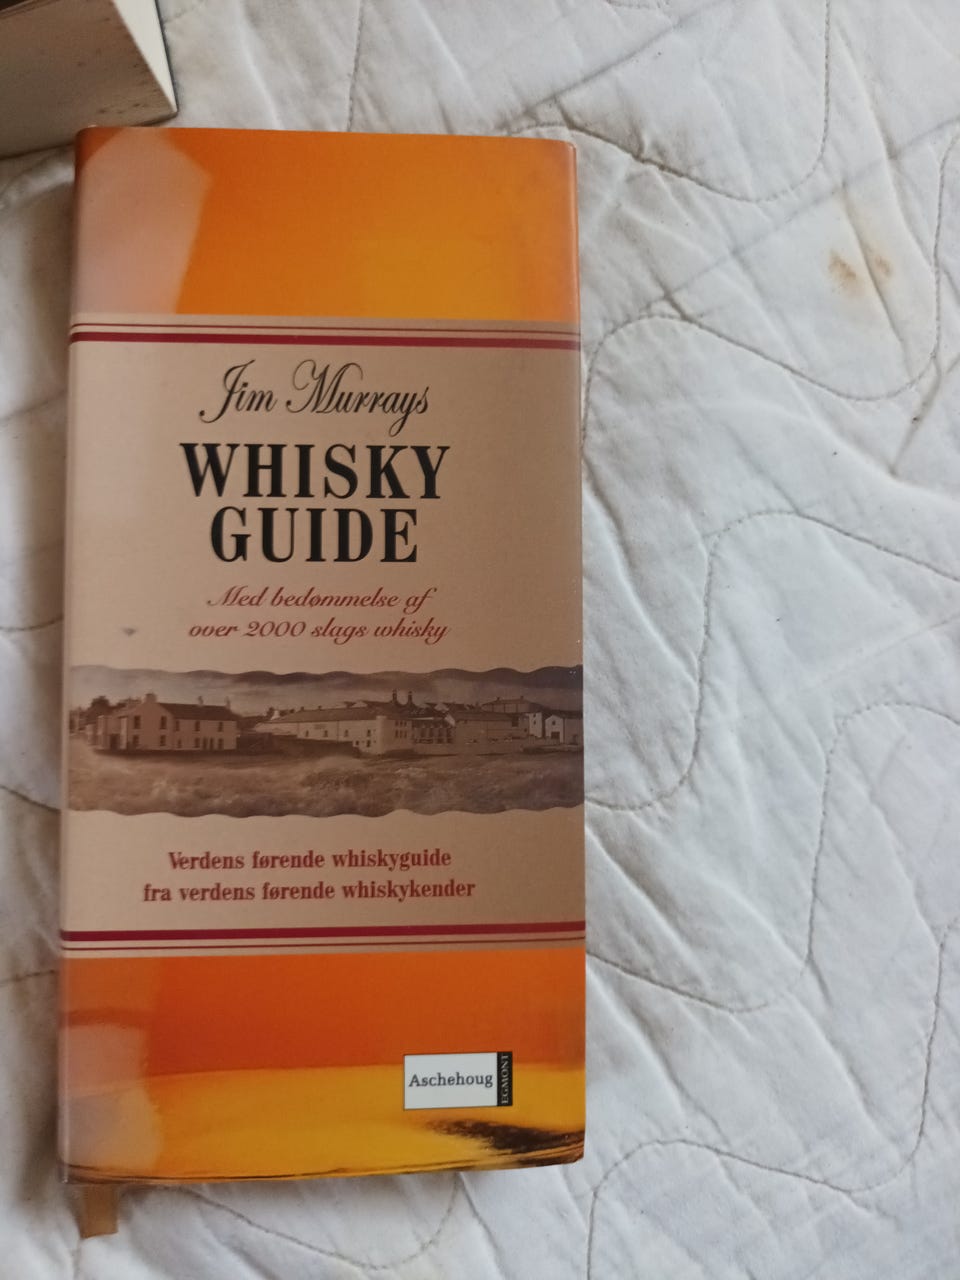 Jim Murrays
WHISKY
GUIDE
Med bedømmelse af
over 2000 slags whisky
Verdens førende whiskyguide
fra verdens førende whiskykender
Aschehoug
EGMONT